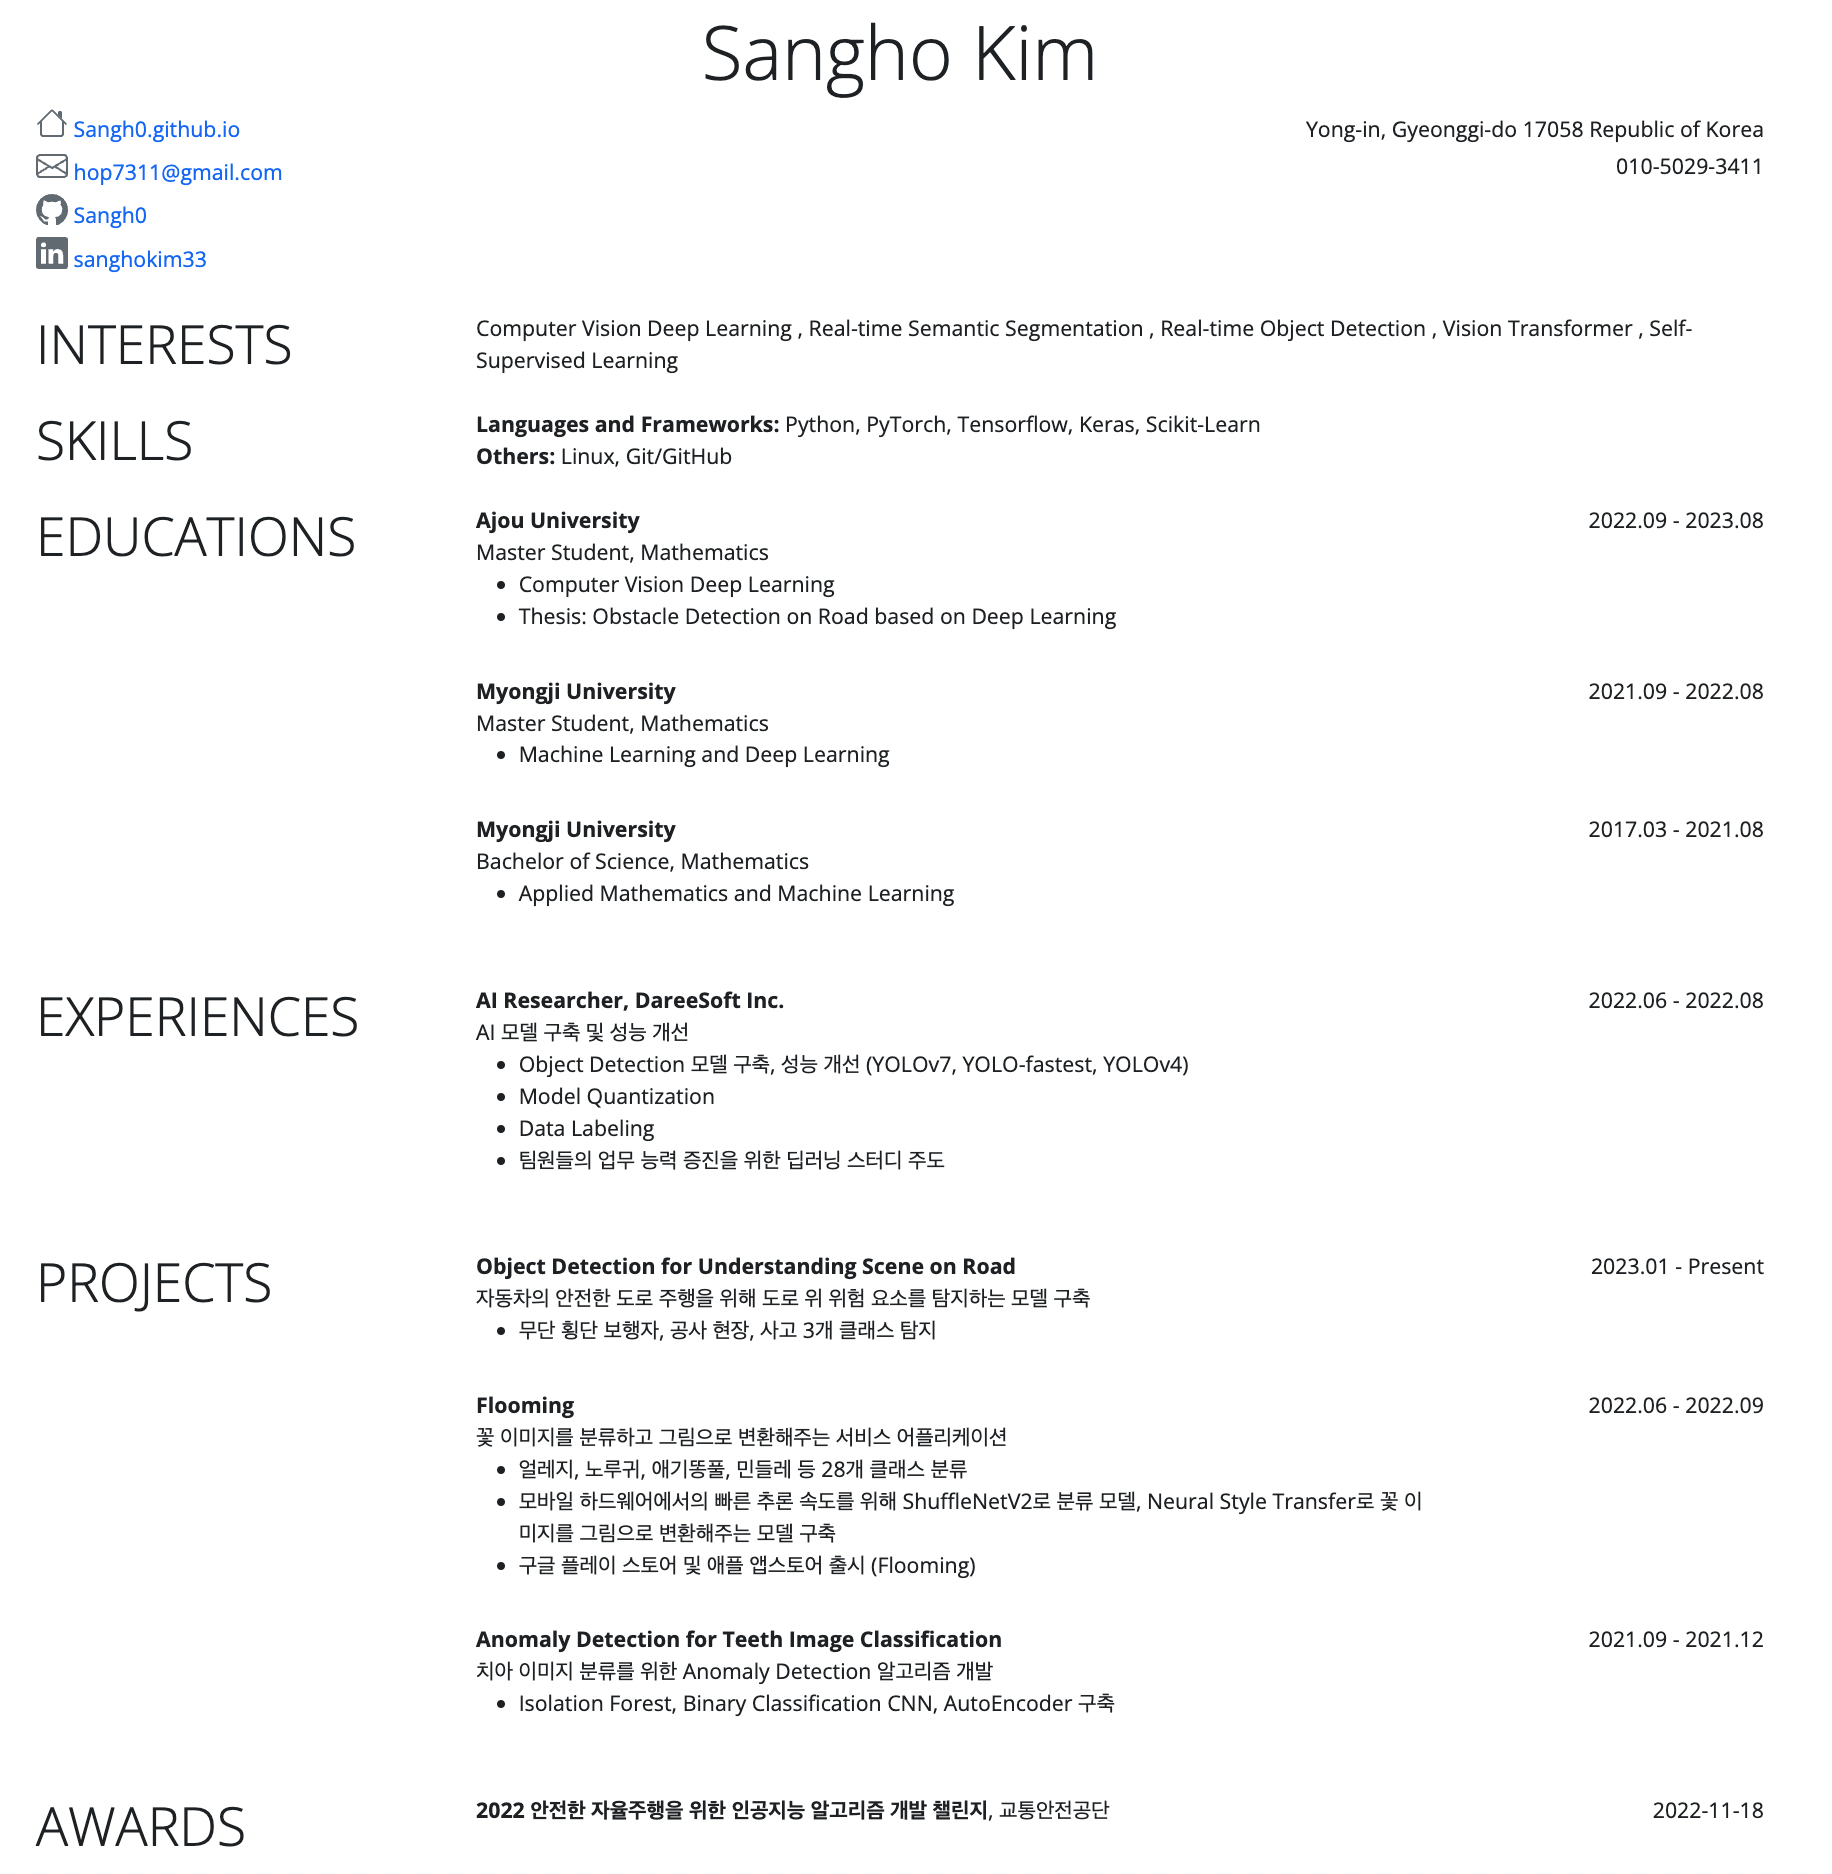 Sangho Kim
Sangh0.github.io
Yong-in, Gyeonggi-do 17058 Republic of Korea
hop7311@gmail.com
010-5029-3411
Sangh0
sanghokim33
INTERESTS
Computer Vision Deep Learning , Real-time Semantic Segmentation , Real-time Object Detection , Vision Transformer , Self-
Supervised Learning
SKILLS
Languages and Frameworks: Python, PyTorch, Tensorflow, Keras, Scikit-Learn
Others: Linux, Git/GitHub
EDUCATIONS
Ajou University 2022.09 - 2023.08
Master Student, Mathematics
• Computer Vision Deep Learning
• Thesis: Obstacle Detection on Road based on Deep Learning
Myongji University 2021.09 - 2022.08
Master Student, Mathematics
• Machine Learning and Deep Learning
Myongji University 2017.03 - 2021.08
Bachelor of Science, Mathematics
• Applied Mathematics and Machine Learning
EXPERIENCES
AI Researcher, DareeSoft Inc. 2022.06 - 2022.08
AI 모델 구축 및 성능 개선
• Object Detection 모델 구축, 성능 개선 (YOLOv7, YOLO-fastest, YOLOv4)
• Model Quantization
• Data Labeling
• 팀원들의 업무 능력 증진을 위한 딥러닝 스터디 주도
PROJECTS
Object Detection for Understanding Scene on Road 2023.01 - Present
자동차의 안전한 도로 주행을 위해 도로 위 위험 요소를 탐지하는 모델 구축
• 무단 횡단 보행자, 공사 현장, 사고 3개 클래스 탐지
Flooming 2022.06 - 2022.09
꽃 이미지를 분류하고 그림으로 변환해주는 서비스 어플리케이션
• 얼레지, 노루귀, 애기똥풀, 민들레 등 28개 클래스 분류
• 모바일 하드웨어에서의 빠른 추론 속도를 위해 ShuffleNetV2로 분류 모델, Neural Style Transfer로 꽃 이
미지를 그림으로 변환해주는 모델 구축
• 구글 플레이 스토어 및 애플 앱스토어 출시 (Flooming)
Anomaly Detection for Teeth Image Classification 2021.09 - 2021.12
치아 이미지 분류를 위한 Anomaly Detection 알고리즘 개발
• Isolation Forest, Binary Classification CNN, AutoEncoder 구축
AWARDS
2022 안전한 자율주행을 위한 인공지능 알고리즘 개발 챌린지, 교통안전공단 2022-11-18